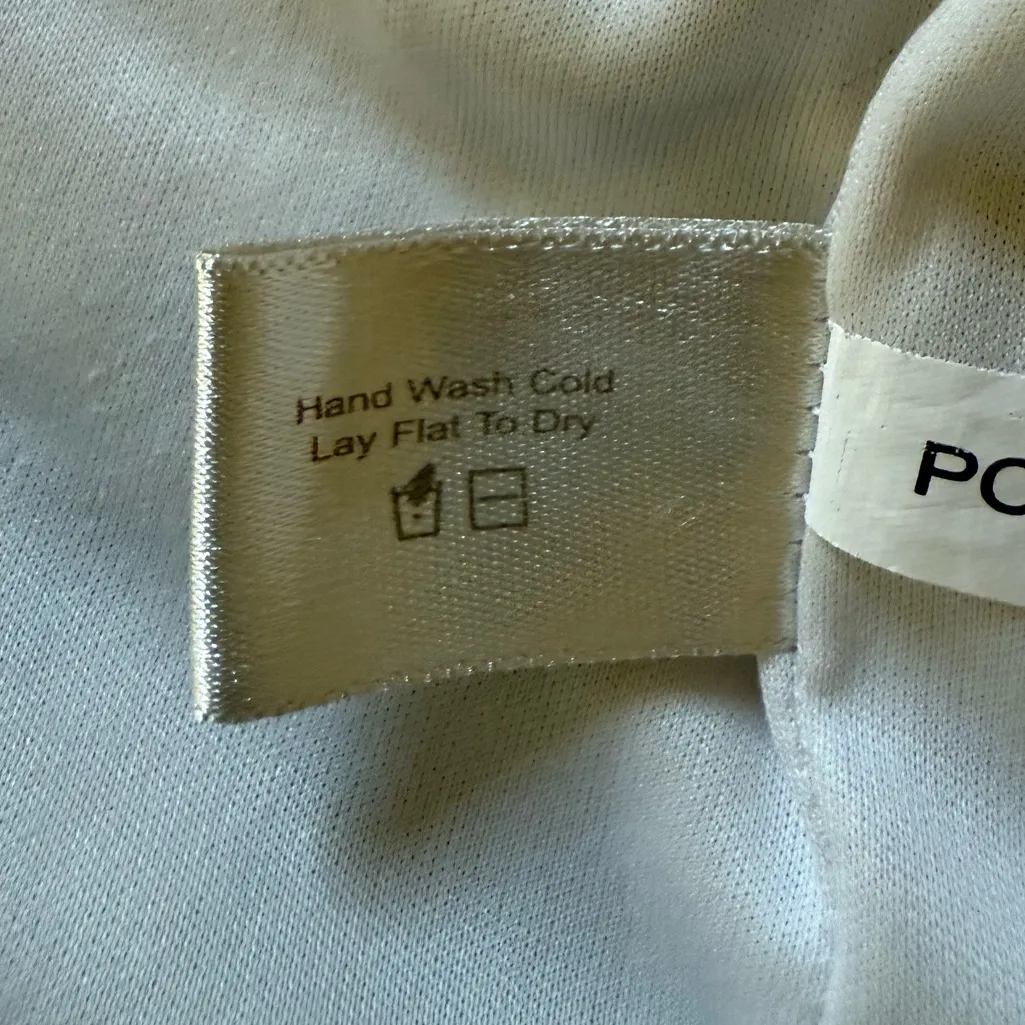 Hand Wash Cold
Lay Flat To Dry
PO